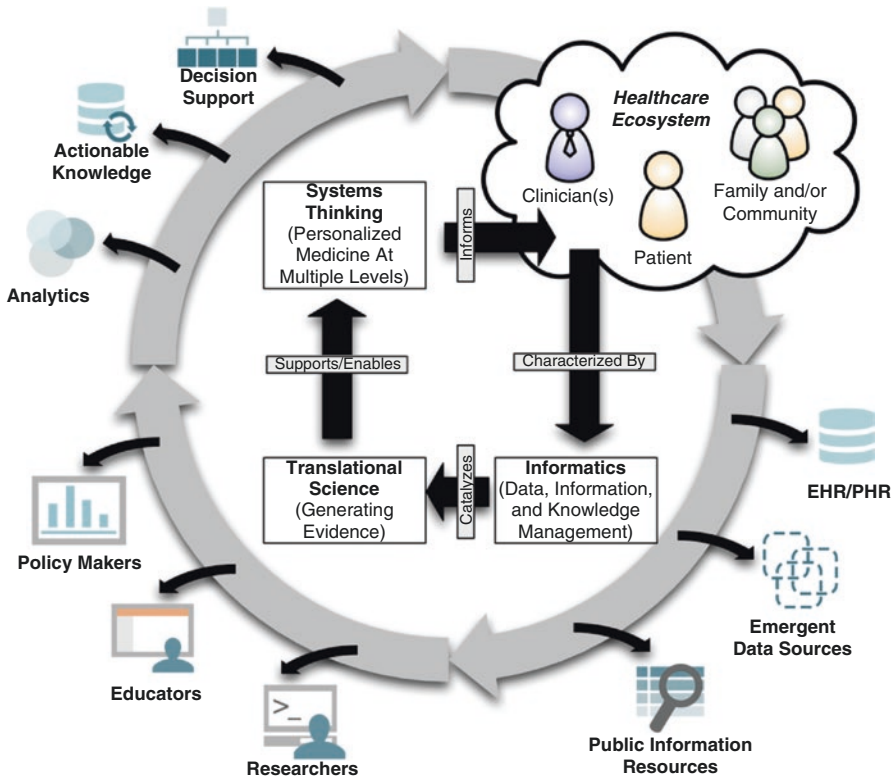 Decision
Support
Healthcare
Ecosystem
Clinician(s)
Family and/or
Community
Patient
Actionable
Knowledge
Systems
Thinking
(Personalized
Medicine At
Multiple Levels)
Informs
Analytics
Supports/Enables
Characterized By
Translational
Science
(Generating
Evidence)
Catalyzes
Informatics
(Data, Information,
and Knowledge
Management)
EHR/PHR
Policy Makers
Emergent
Data Sources
Educators
>_
Researchers
Public Information
Resources